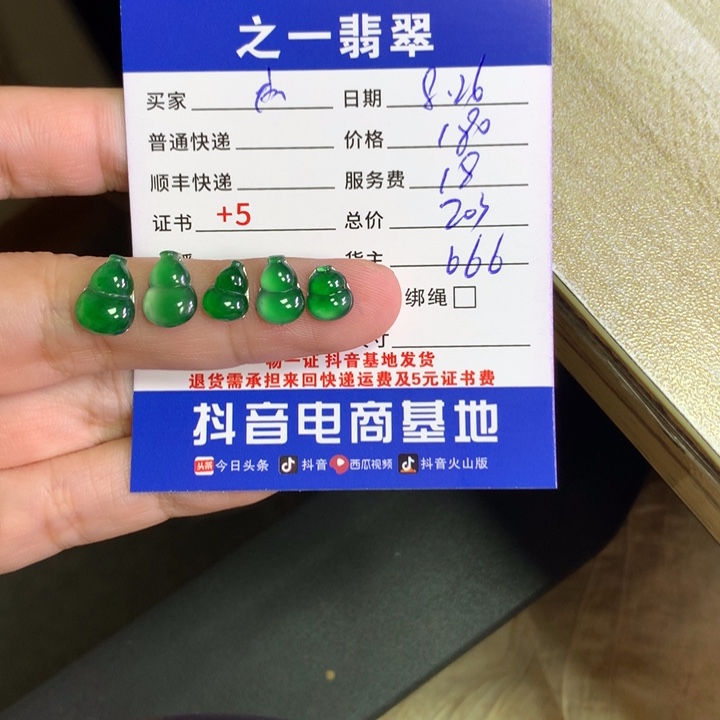 之一翡翠
买家 日期 8.26
普通快递 价格 180
顺丰快递 服务费 18
证书 +5 总价 203
货主 666
绑绳
寸
物一证 抖音基地发货
退货需承担来回快递运费及5元证书费
抖音电商基地
头条 今日头条 抖音 西瓜视频 抖音火山版